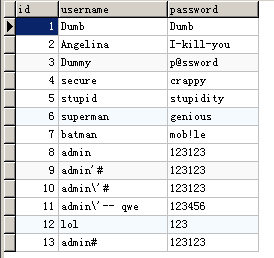 id username password
1 Dumb Dumb
2 Angelina I-kill-you
3 Dummy p@ssword
4 secure crappy
5 stupid stupidity
6 superman genious
7 batman mob!le
8 admin 123123
9 admin'# 123123
10 admin\'# 123123
11 admin\'-- qwe 123456
12 lol 123
13 admin# 123123